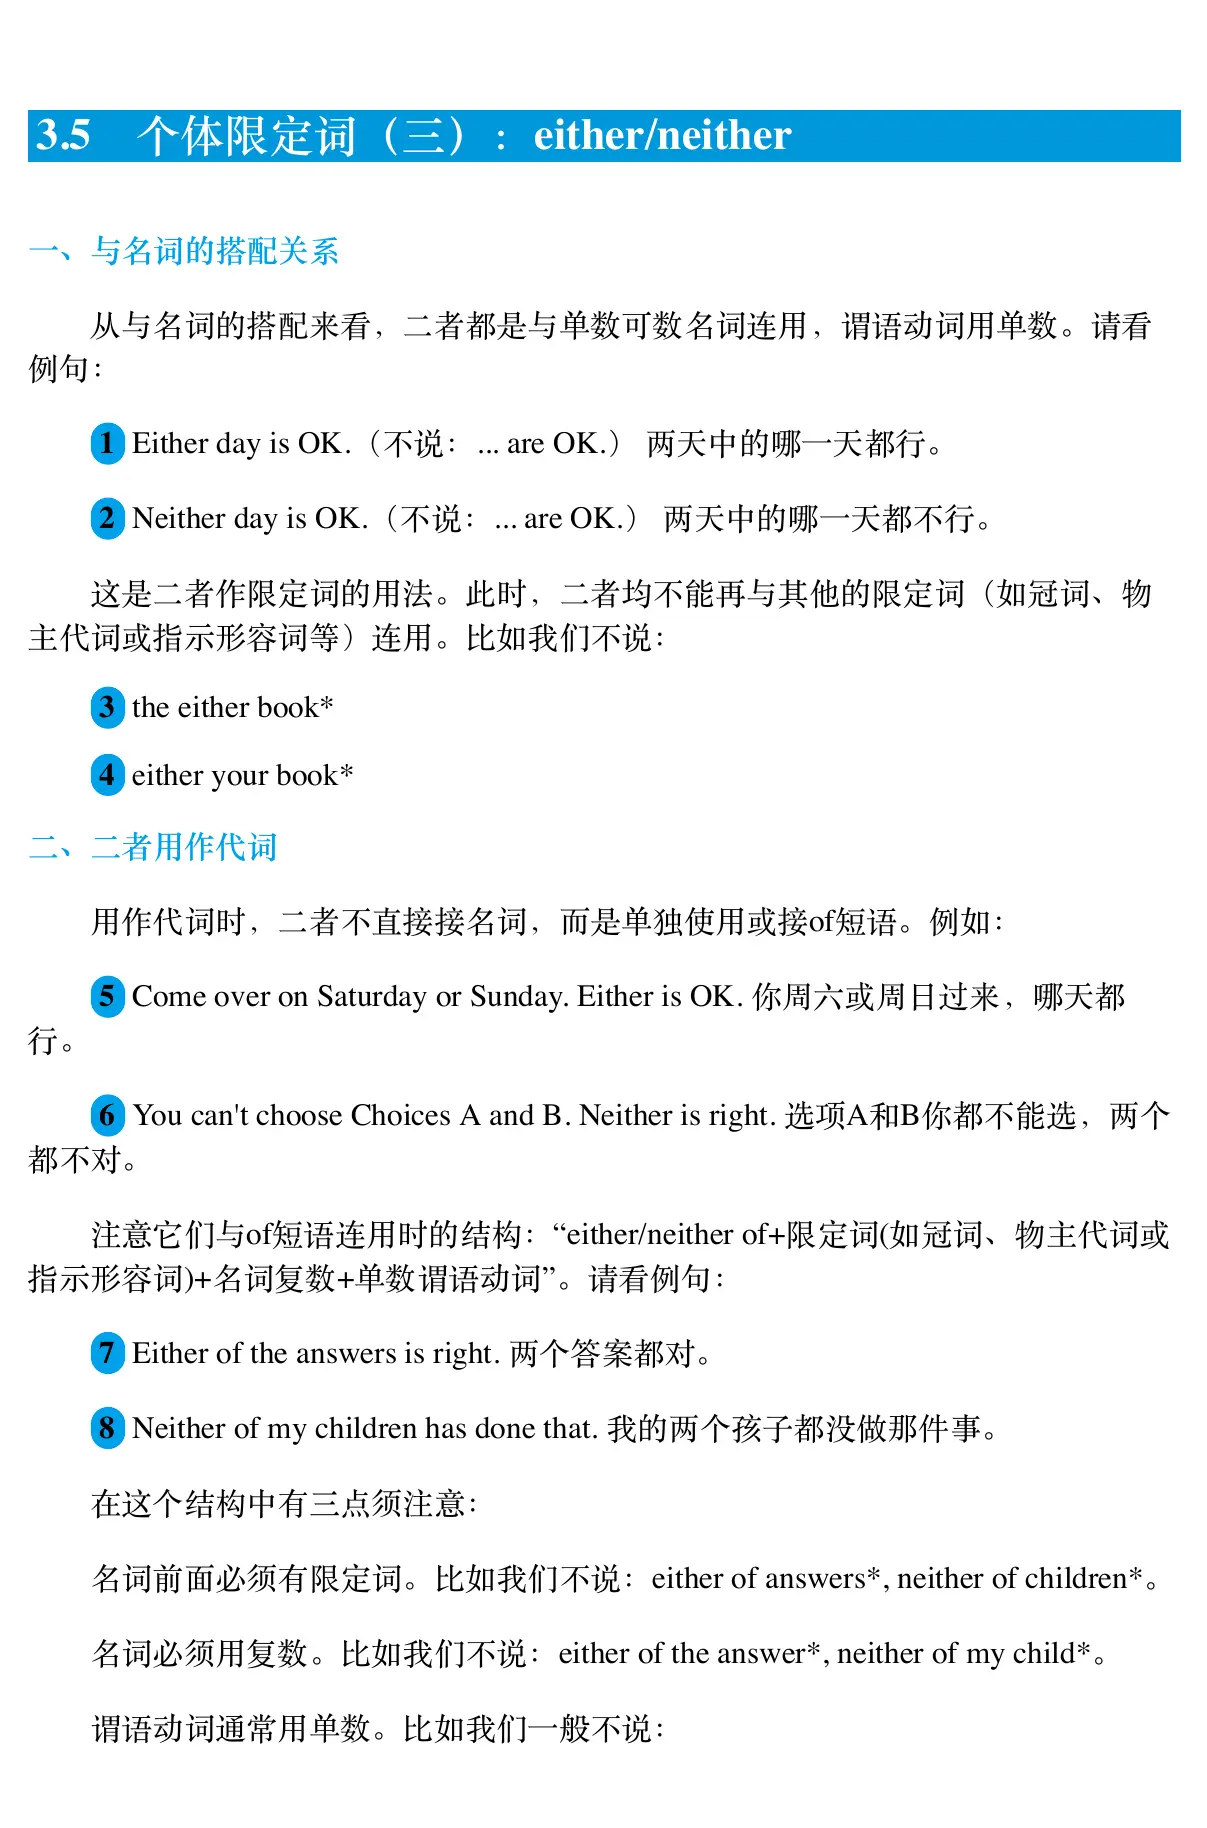 3.5 个体限定词（三）：either/neither
一、与名词的搭配关系
从与名词的搭配来看，二者都是与单数可数名词连用，谓语动词用单数。请看
例句：
1 Either day is OK.（不说：... are OK.） 两天中的哪一天都行。
2 Neither day is OK.（不说：... are OK.） 两天中的哪一天都不行。
这是二者作限定词的用法。此时，二者均不能再与其他的限定词（如冠词、物
主代词或指示形容词等）连用。比如我们不说：
3 the either book*
4 either your book*
二、二者用作代词
用作代词时，二者不直接接名词，而是单独使用或接of短语。例如：
5 Come over on Saturday or Sunday. Either is OK. 你周六或周日过来，哪天都
行。
6 You can't choose Choices A and B. Neither is right. 选项A和B你都不能选，两个
都不对。
注意它们与of短语连用时的结构：“either/neither of+限定词(如冠词、物主代词或
指示形容词)+名词复数+单数谓语动词”。请看例句：
7 Either of the answers is right. 两个答案都对。
8 Neither of my children has done that. 我的两个孩子都没做那件事。
在这个结构中有三点须注意：
名词前面必须有限定词。比如我们不说：either of answers*, neither of children*。
名词必须用复数。比如我们不说：either of the answer*, neither of my child*。
谓语动词通常用单数。比如我们一般不说：